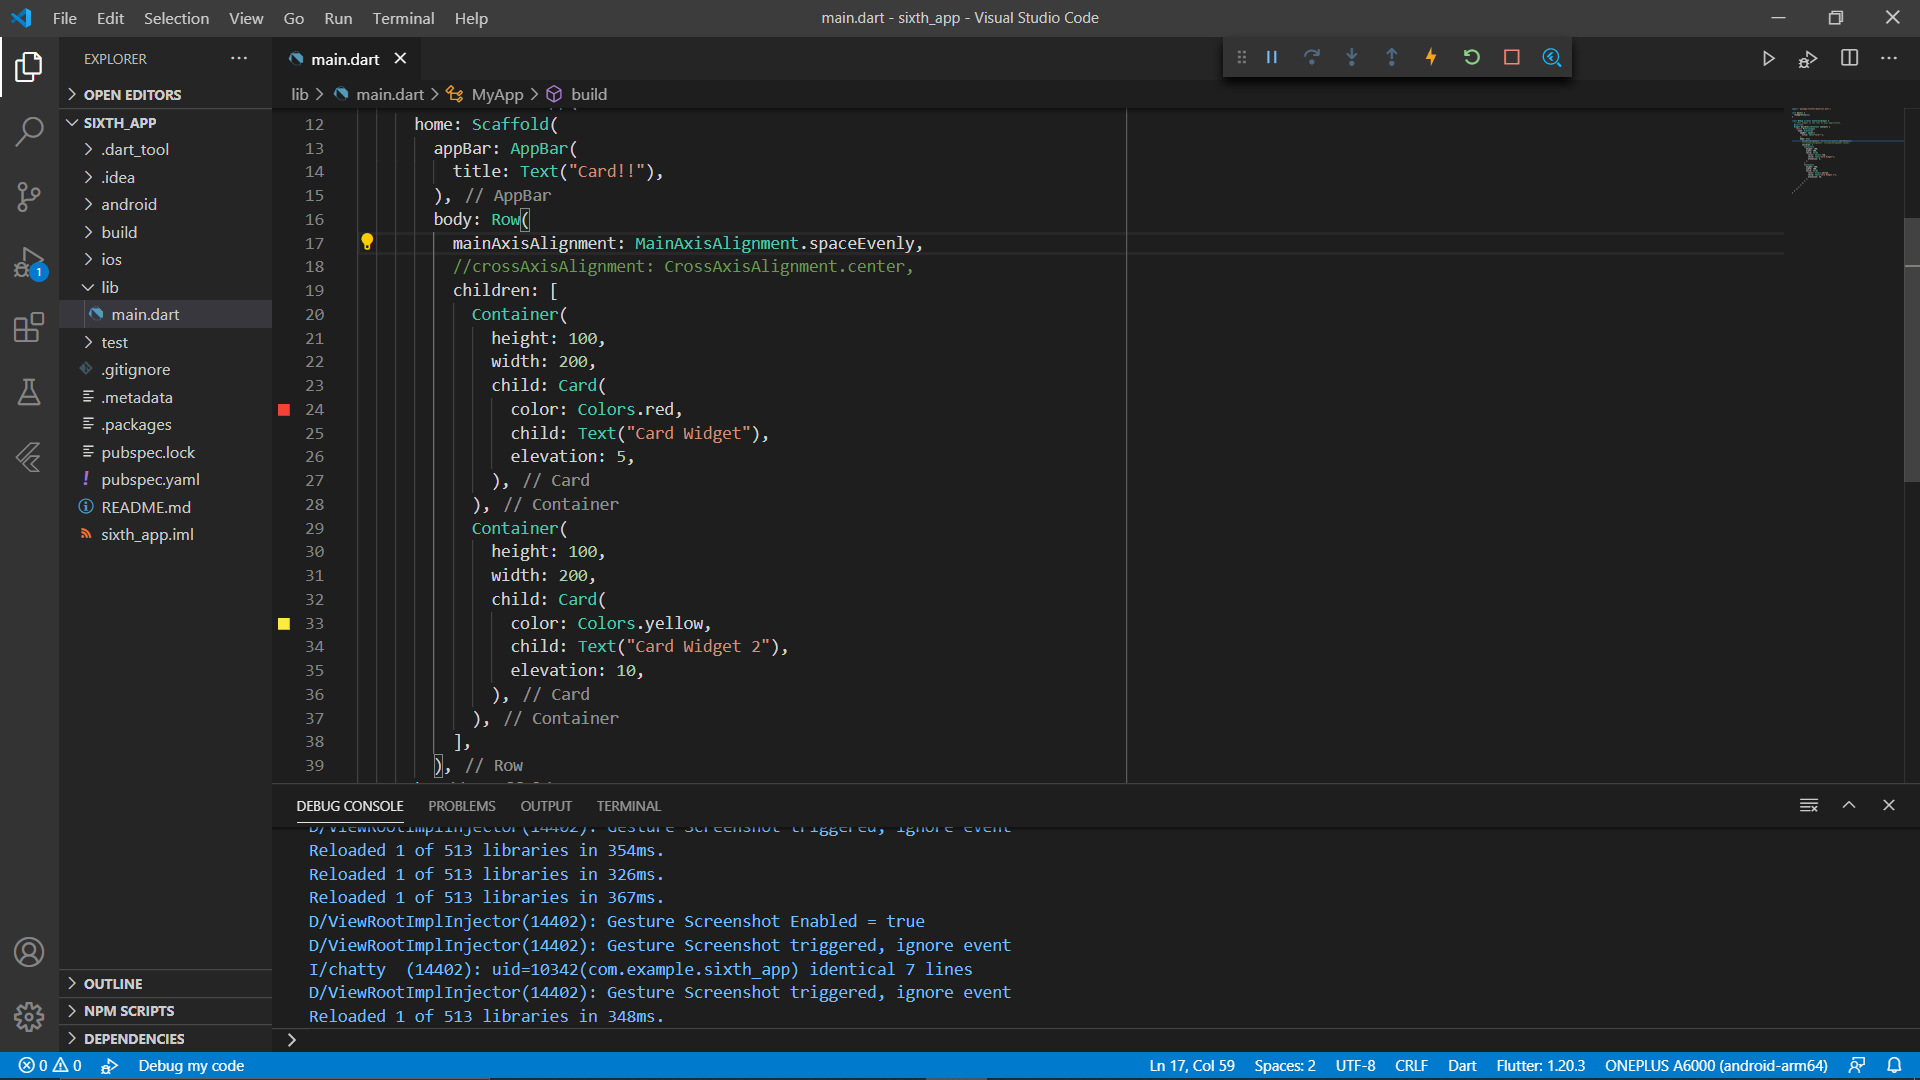 File Edit Selection View Go Run Terminal Help
main.dart - sixth_app - Visual Studio Code
EXPLORER
main.dart
OPEN EDITORS
lib > main.dart > MyApp > build
SIXTH_APP
.dart_tool
.idea
android
build
ios
lib
main.dart
test
.gitignore
.metadata
.packages
pubspec.lock
pubspec.yaml
README.md
sixth_app.iml
1
OUTLINE
NPM SCRIPTS
DEPENDENCIES
12 home: Scaffold(
13 appBar: AppBar(
14 title: Text("Card!!"),
15 ), // AppBar
16 body: Row(
17 mainAxisAlignment: MainAxisAlignment.spaceEvenly,
18 //crossAxisAlignment: CrossAxisAlignment.center,
19 children: [
20 Container(
21 height: 100,
22 width: 200,
23 child: Card(
24 color: Colors.red,
25 child: Text("Card Widget"),
26 elevation: 5,
27 ), // Card
28 ), // Container
29 Container(
30 height: 100,
31 width: 200,
32 child: Card(
33 color: Colors.yellow,
34 child: Text("Card Widget 2"),
35 elevation: 10,
36 ), // Card
37 ), // Container
38 ],
39 ), // Row
DEBUG CONSOLE PROBLEMS OUTPUT TERMINAL
D/ViewRootImplInjector(14402): Gesture Screenshot triggered, ignore event
Reloaded 1 of 513 libraries in 354ms.
Reloaded 1 of 513 libraries in 326ms.
Reloaded 1 of 513 libraries in 367ms.
D/ViewRootImplInjector(14402): Gesture Screenshot Enabled = true
D/ViewRootImplInjector(14402): Gesture Screenshot triggered, ignore event
I/chatty  (14402): uid=10342(com.example.sixth_app) identical 7 lines
D/ViewRootImplInjector(14402): Gesture Screenshot triggered, ignore event
Reloaded 1 of 513 libraries in 348ms.
0 0 Debug my code Ln 17, Col 59 Spaces: 2 UTF-8 CRLF Dart Flutter: 1.20.3 ONEPLUS A6000 (android-arm64)